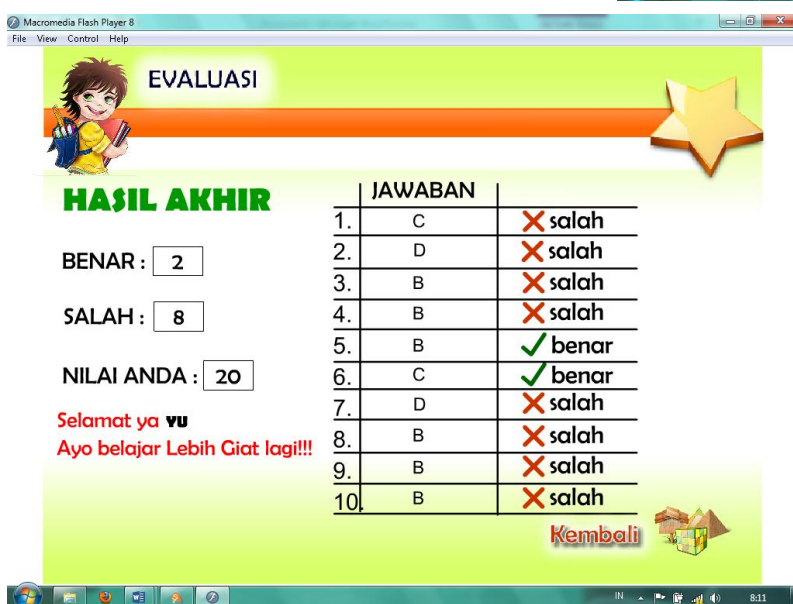 Macromedia Flash Player 8
File View Control Help
EVALUASI
HASIL AKHIR
BENAR : 2
SALAH : 8
NILAI ANDA : 20
Selamat ya YU
Ayo belajar Lebih Giat lagi!!!
JAWABAN
1. C salah
2. D salah
3. B salah
4. B salah
5. B benar
6. C benar
7. D salah
8. B salah
9. B salah
10. B salah
Kembali
IN 8:11